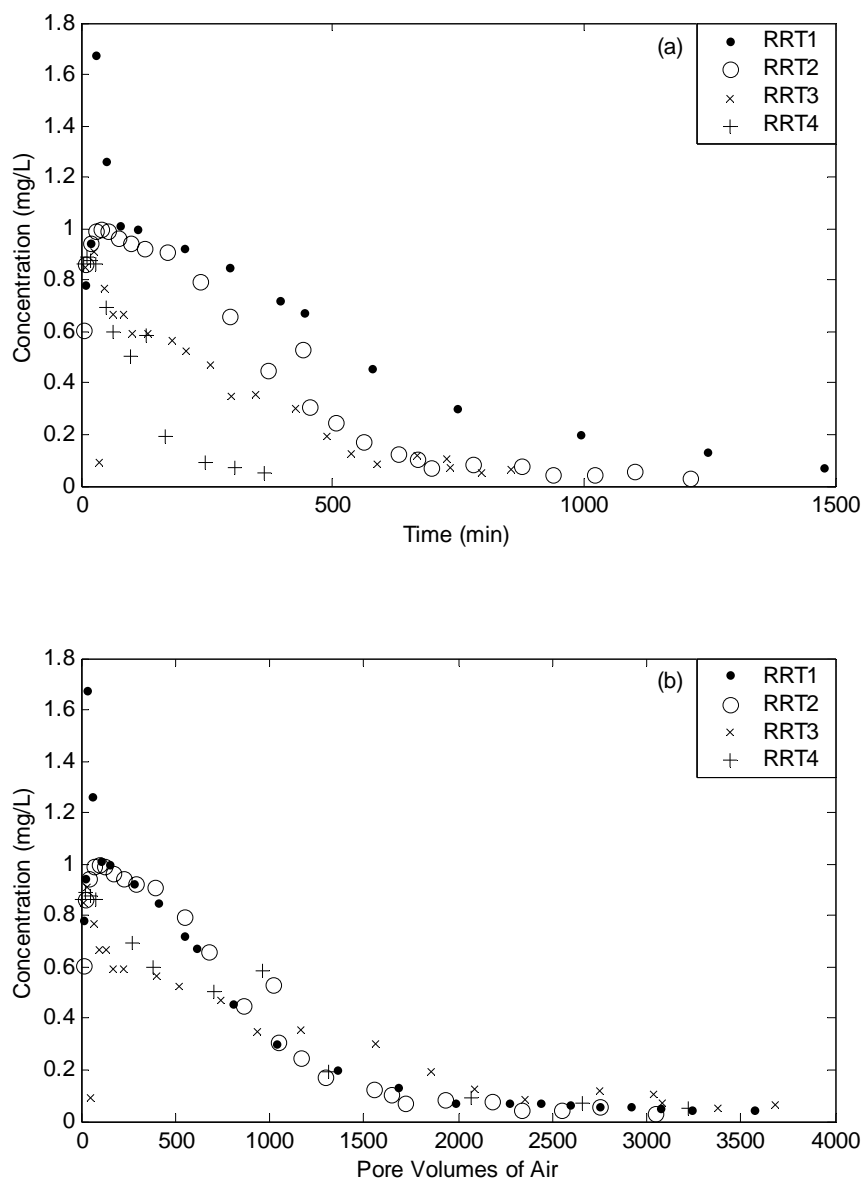 1.8
(a)
RRT1
1.6
RRT2
RRT3
1.4
RRT4
1.2
1
0.8
0.6
0.4
0.2
0
0 500 1000 1500
Concentration (mg/L)
Time (min)
1.8
(b)
RRT1
1.6
RRT2
RRT3
1.4
RRT4
1.2
1
0.8
0.6
0.4
0.2
0
0 500 1000 1500 2000 2500 3000 3500 4000
Concentration (mg/L)
Pore Volumes of Air